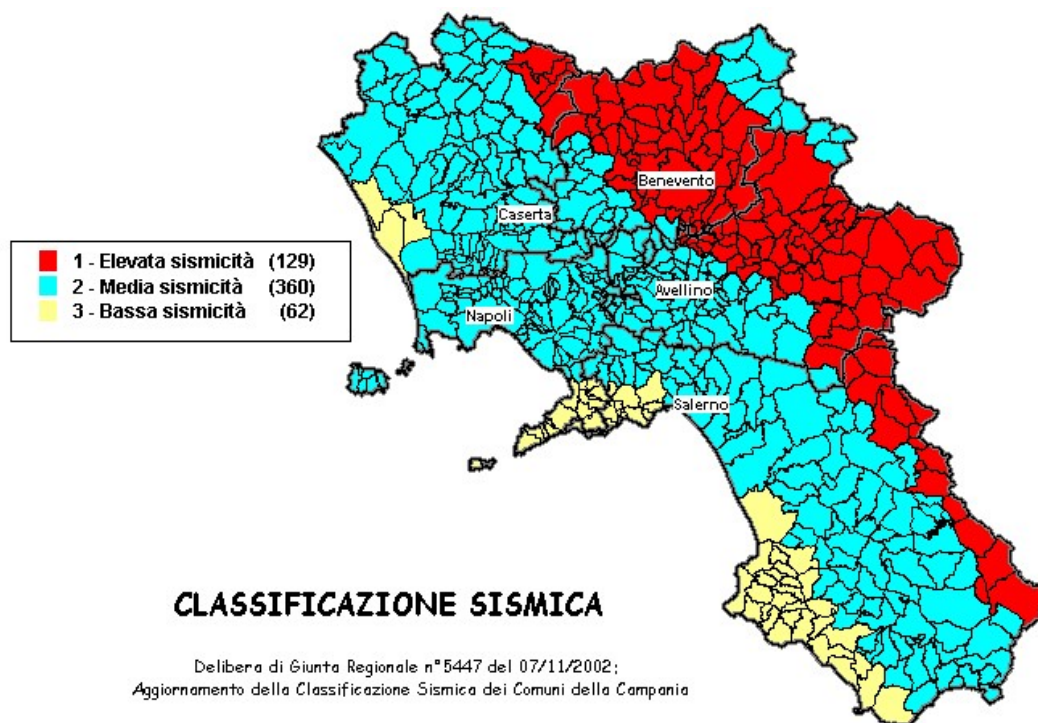 Benevento
Caserta
1 - Elevata sismicità (129)
2 - Media sismicità (360)
3 - Bassa sismicità (62)
Avellino
Napoli
Salerno
CLASSIFICAZIONE SISMICA
Delibera di Giunta Regionale n°5447 del 07/11/2002;
Aggiornamento della Classificazione Sismica dei Comuni della Campania